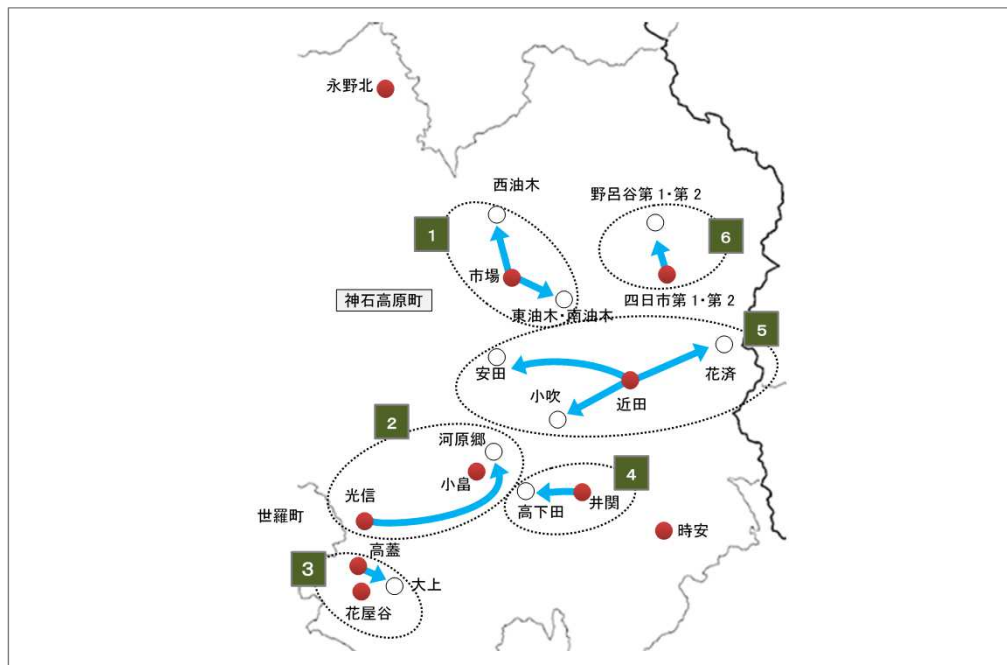 永野北
西油木
野呂谷第1・第2
1
6
市場
四日市第1・第2
神石高原町
東油木・南油木
5
安田
花済
小吹
近田
2
河原郷
小畠
4
光信
高下田
井関
世羅町
時安
高蓋
3
大上
花屋谷